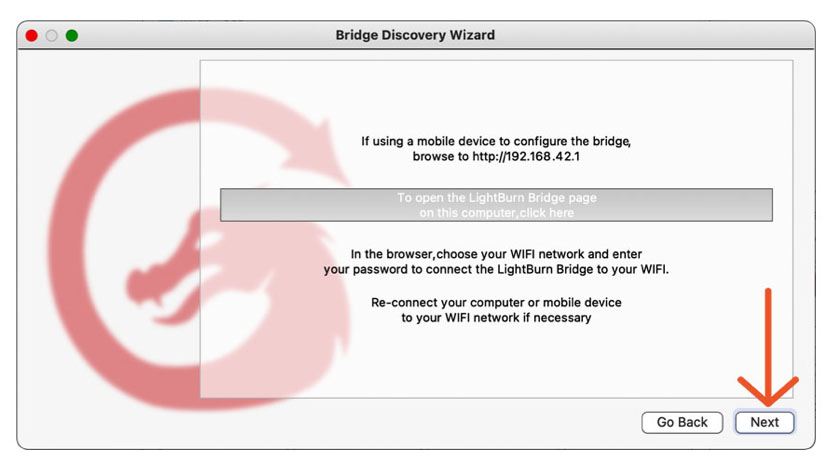 Bridge Discovery Wizard
If using a mobile device to configure the bridge,
browse to http://192.168.42.1
To open the LightBurn Bridge page
on this computer,click here
In the browser,choose your WIFI network and enter
your password to connect the LightBurn Bridge to your WIFI.
Re-connect your computer or mobile device
to your WIFI network if necessary
Go Back
Next